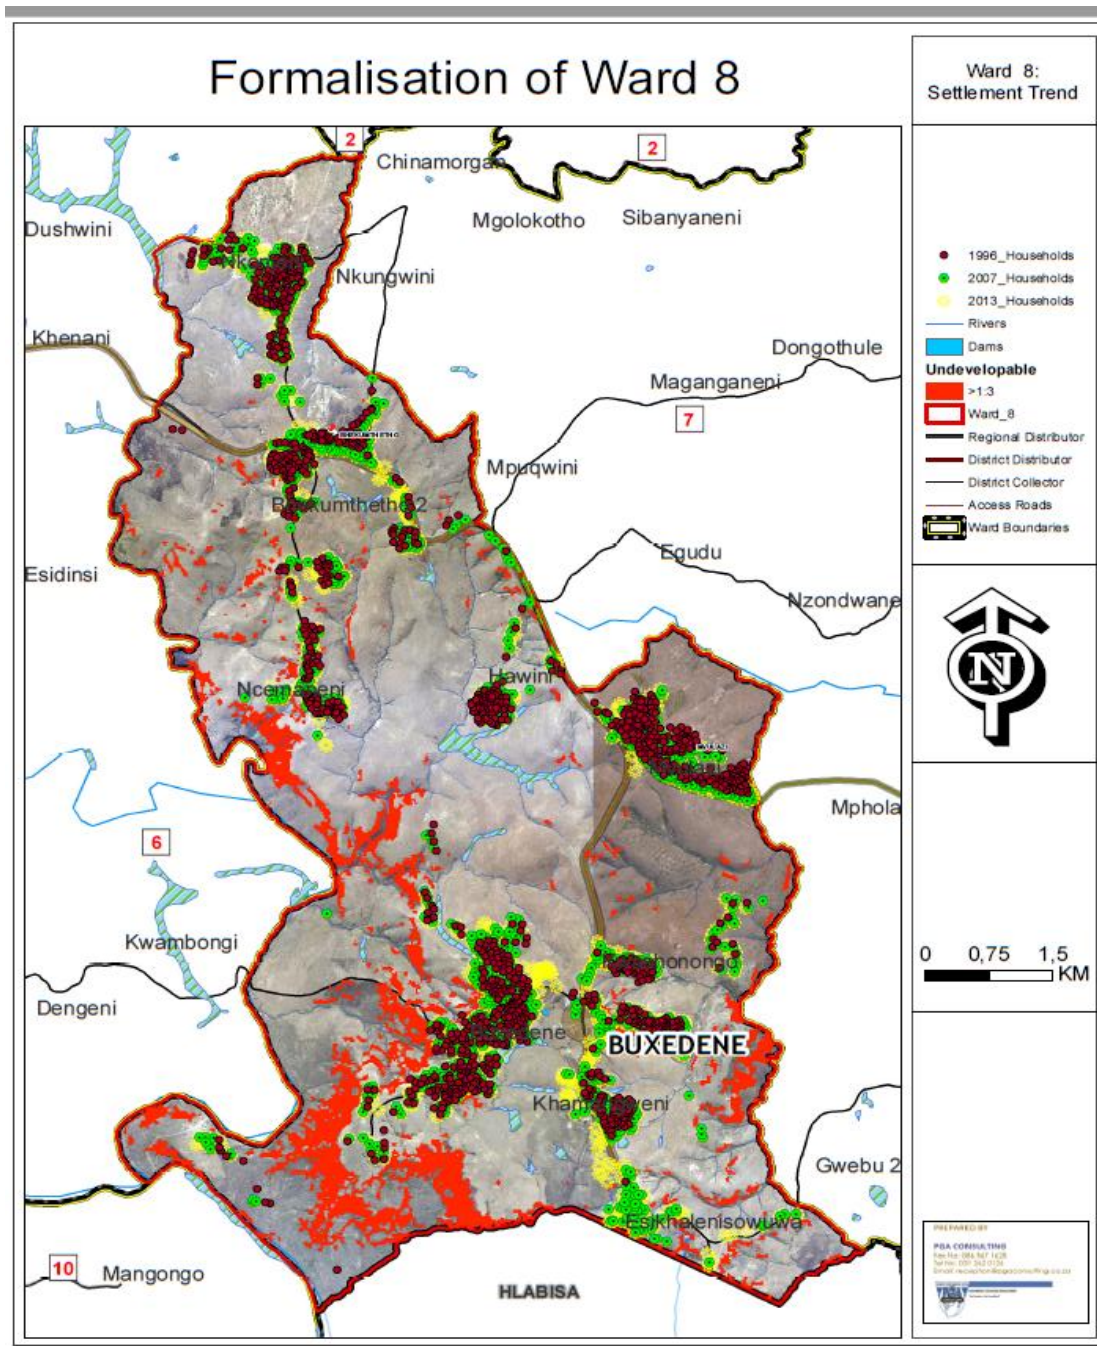 Formalisation of Ward 8
Ward 8:
Settlement Trend
2
2
Chinamorgan
Mgolokotho
Sibanyaneni
Dushwini
Nkungwini
Khenani
Dongothule
Maganganeni
7
Mpuqwini
Egudu
Esidinsi
Nzondwane
Hawini
Ncemaneni
Mphola
6
Kwambongi
Dengeni
BUXEDENE
Gwebu 2
Esikhalenisowuwa
10
Mangongo
HLABISA
1996_Households
2007_Households
2013_Households
Rivers
Dams
Undevelopable
>1:3
Ward_8
Regional Distributor
District Distributor
District Collector
Access Roads
Ward Boundaries
N
0 0,75 1,5
KM
PREPARED BY
PGA CONSULTING